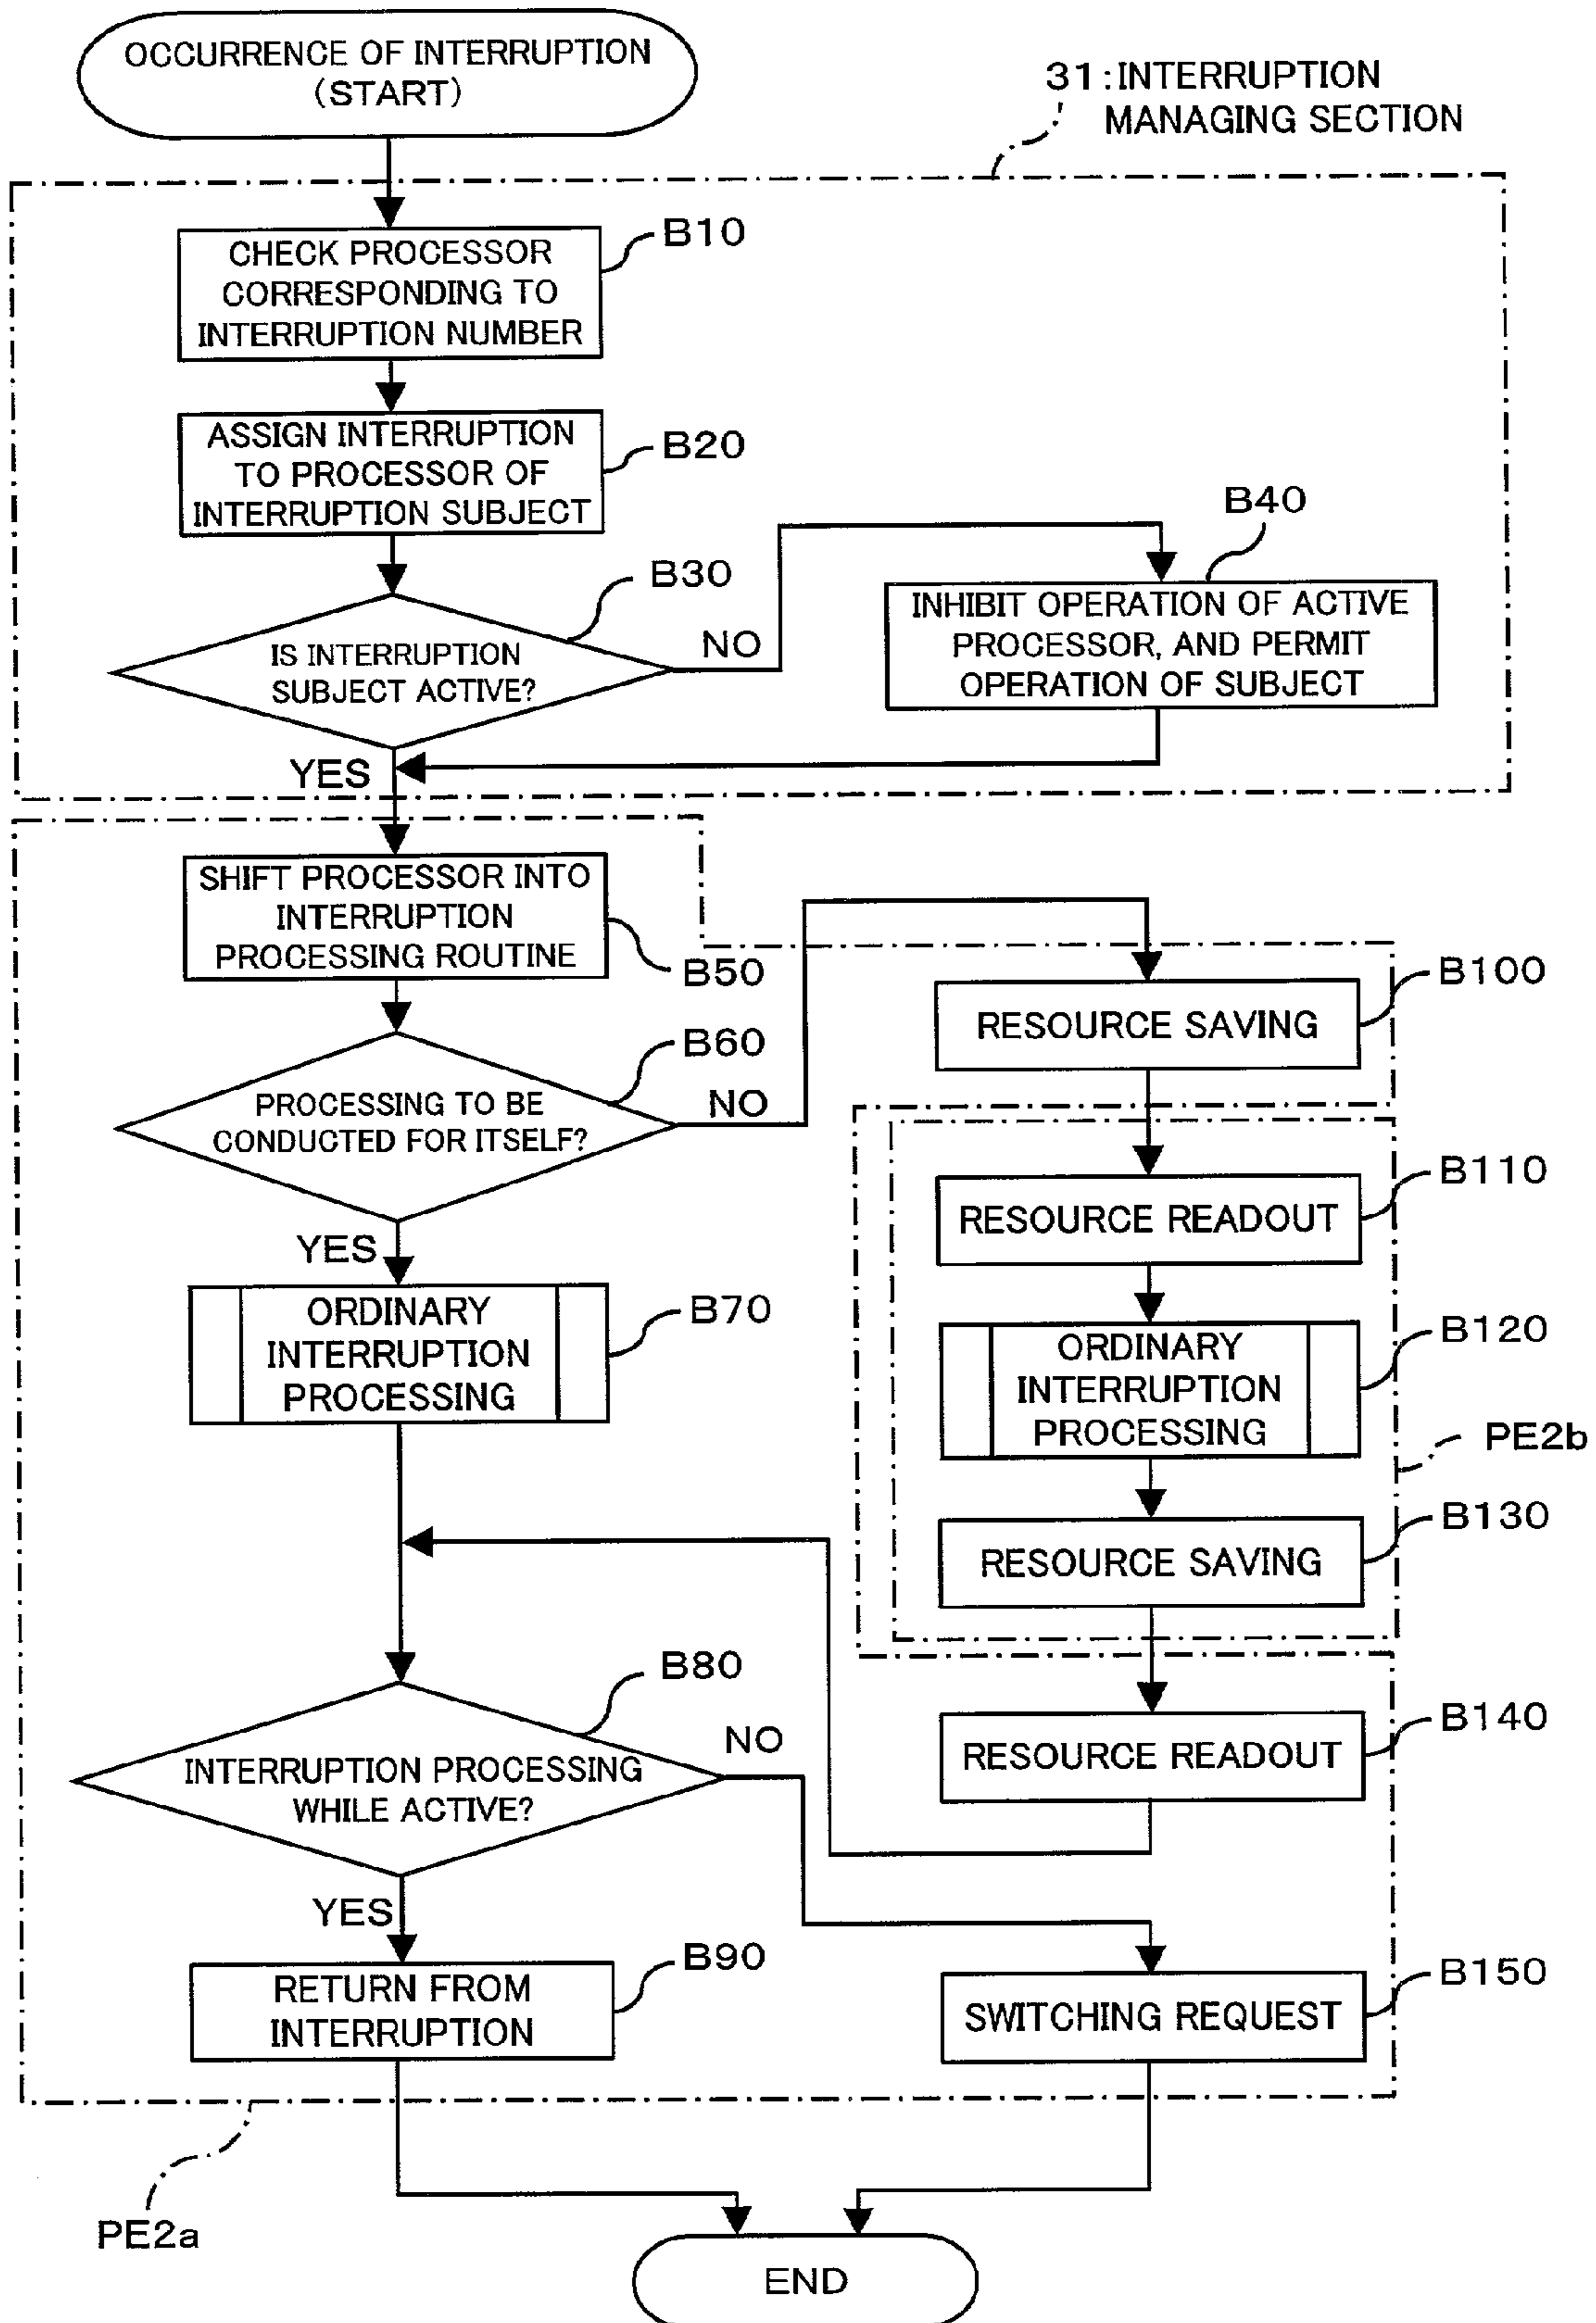 OCCURRENCE OF INTERRUPTION
(START)
31:INTERRUPTION
MANAGING SECTION
B10
CHECK PROCESSOR
CORRESPONDING TO
INTERRUPTION NUMBER
B20
ASSIGN INTERRUPTION
TO PROCESSOR OF
INTERRUPTION SUBJECT
B30
IS INTERRUPTION
SUBJECT ACTIVE?
NO
B40
INHIBIT OPERATION OF ACTIVE
PROCESSOR, AND PERMIT
OPERATION OF SUBJECT
YES
SHIFT PROCESSOR INTO
INTERRUPTION
PROCESSING ROUTINE
B50
B60
PROCESSING TO BE
CONDUCTED FOR ITSELF?
NO
B100
RESOURCE SAVING
B110
RESOURCE READOUT
YES
ORDINARY
INTERRUPTION
PROCESSING
B70
B120
ORDINARY
INTERRUPTION
PROCESSING
PE2b
B130
RESOURCE SAVING
B80
INTERRUPTION PROCESSING
WHILE ACTIVE?
NO
B140
RESOURCE READOUT
YES
B90
RETURN FROM
INTERRUPTION
B150
SWITCHING REQUEST
PE2a
END